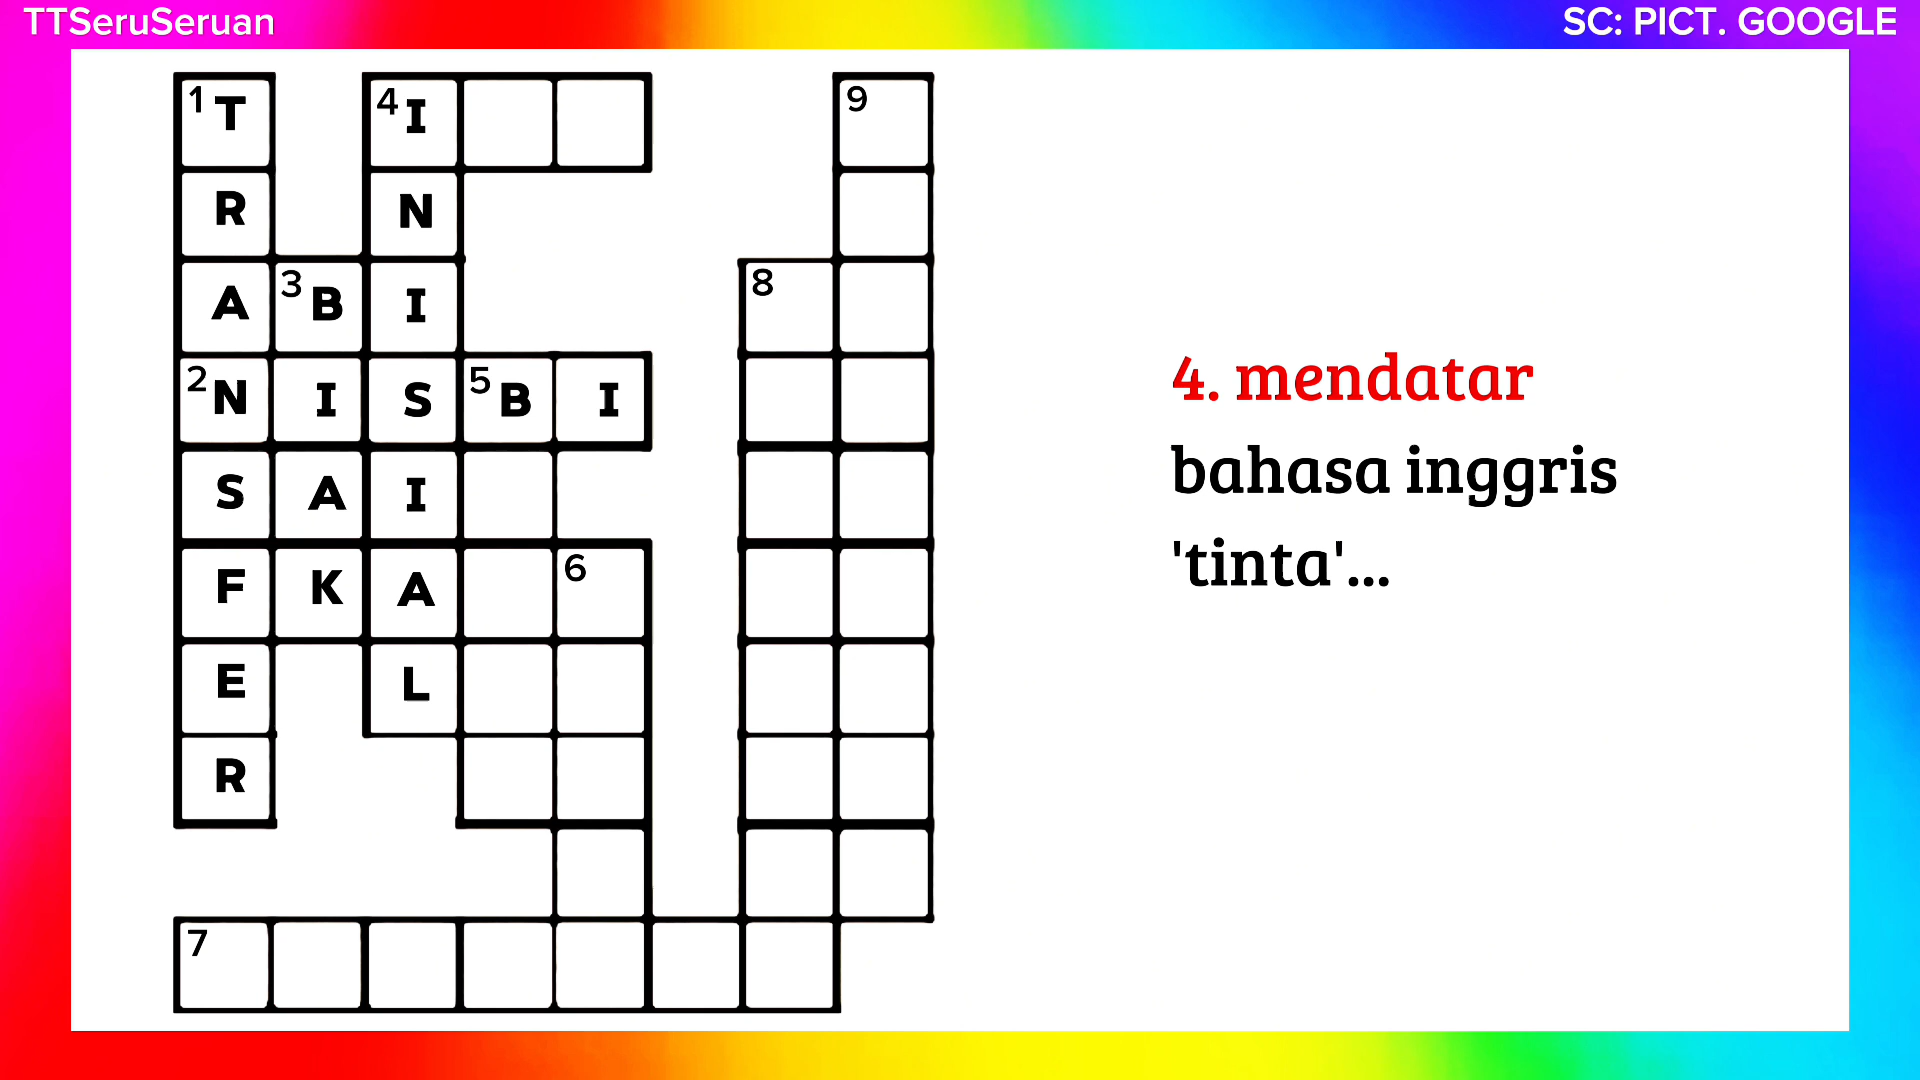 TTSeruSeruan
SC: PICT. GOOGLE
1 T 4 I 9
R N
A 3 B I 8
2 N I S 5 B I
S A I
F K A 6
E L
R
7
4. mendatar
bahasa inggris
'tinta'...